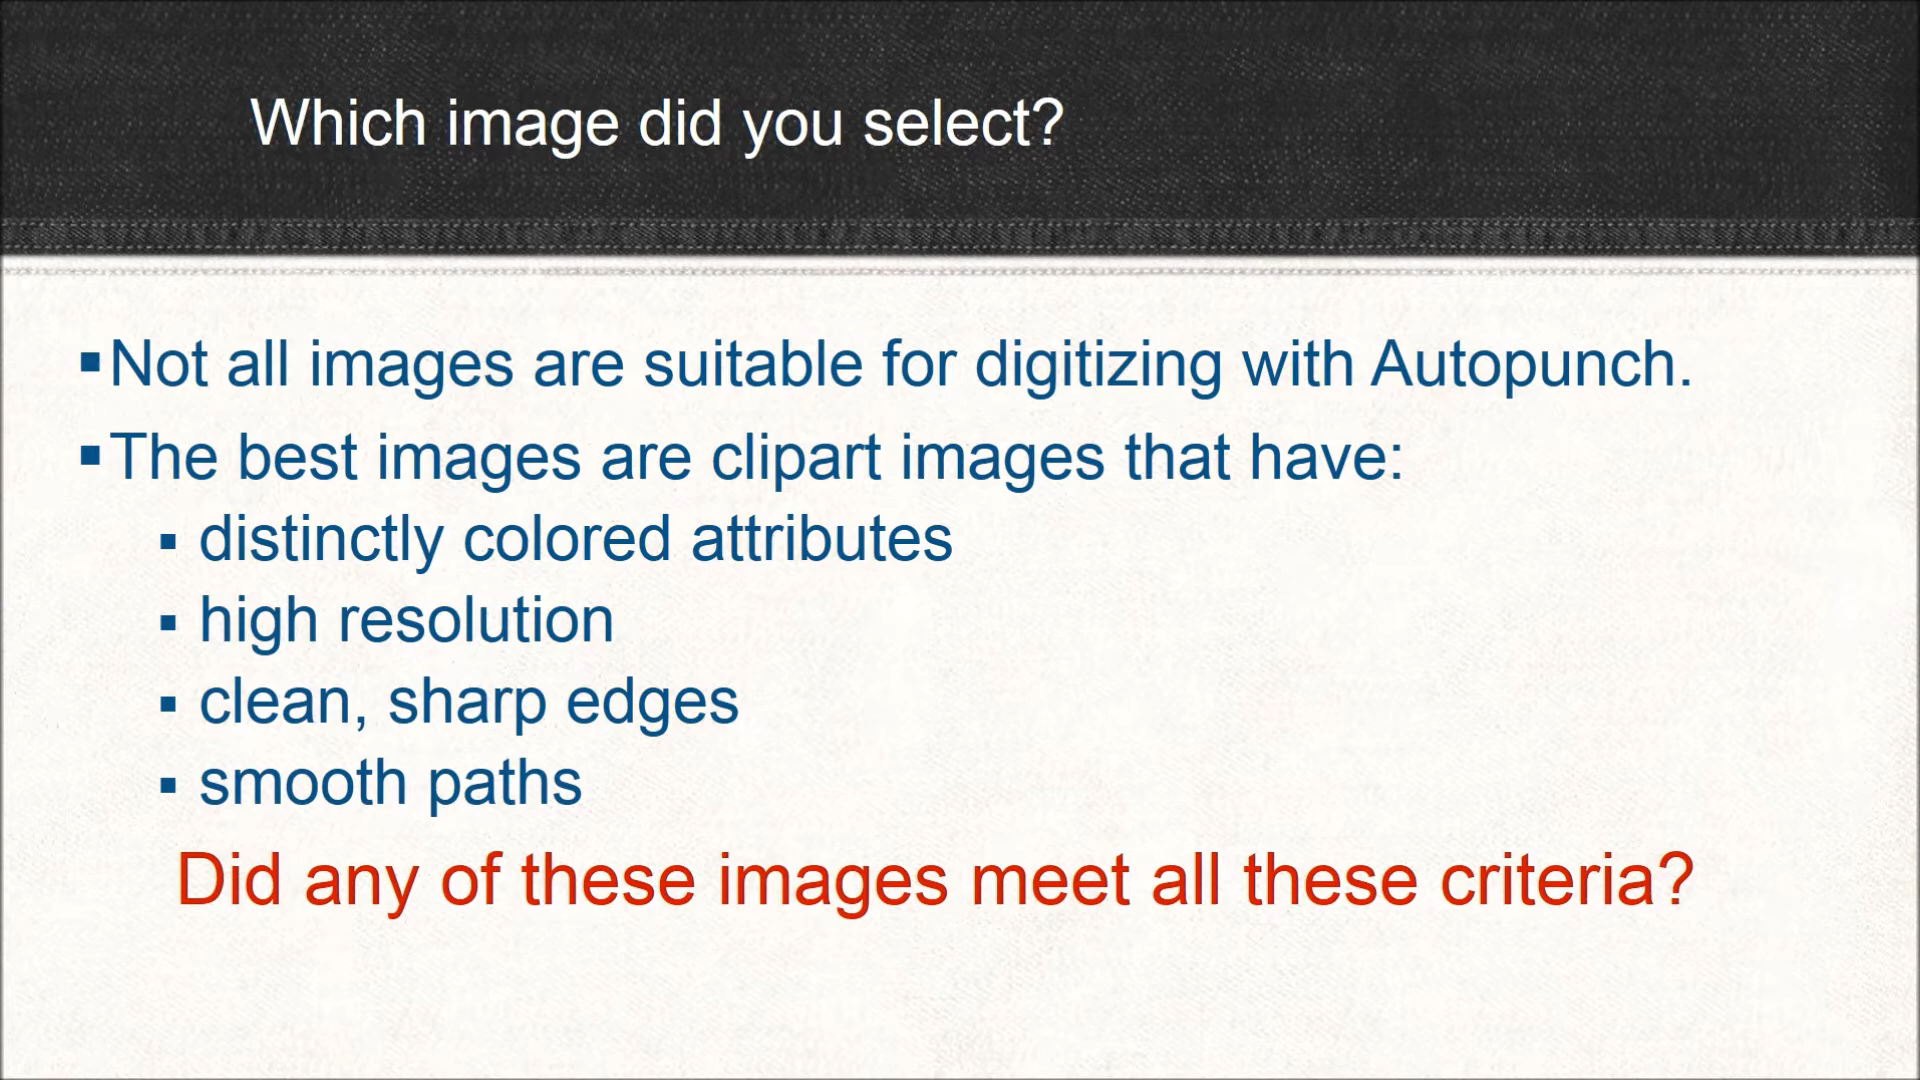 Which image did you select?
▪Not all images are suitable for digitizing with Autopunch.
▪The best images are clipart images that have:
▪ distinctly colored attributes
▪ high resolution
▪ clean, sharp edges
▪ smooth paths
Did any of these images meet all these criteria?